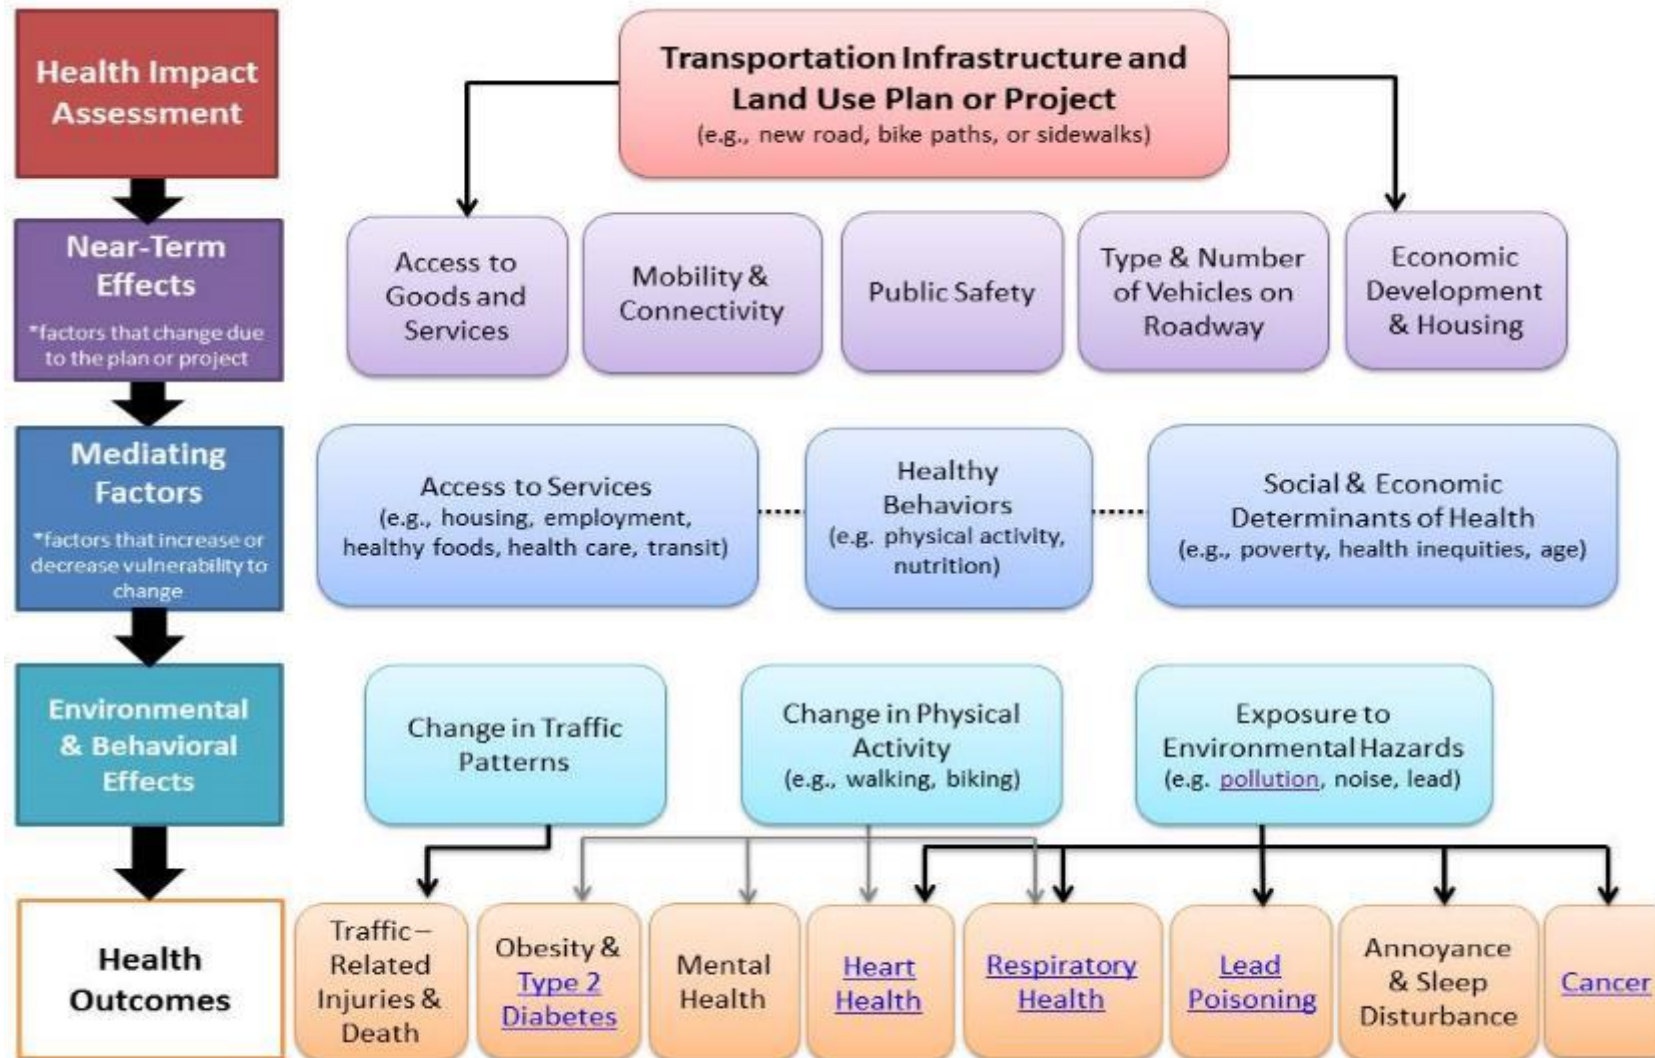 Health Impact
Assessment
Transportation Infrastructure and
Land Use Plan or Project
(e.g., new road, bike paths, or sidewalks)
Near-Term
Effects
*factors that change due
to the plan or project
Access to
Goods and
Services
Mobility &
Connectivity
Public Safety
Type & Number
of Vehicles on
Roadway
Economic
Development
& Housing
Mediating
Factors
*factors that increase or
decrease vulnerability to
change
Access to Services
(e.g., housing, employment,
healthy foods, health care, transit)
Healthy
Behaviors
(e.g. physical activity,
nutrition)
Social & Economic
Determinants of Health
(e.g., poverty, health inequities, age)
Environmental
& Behavioral
Effects
Change in Traffic
Patterns
Change in Physical
Activity
(e.g., walking, biking)
Exposure to
Environmental Hazards
(e.g. pollution, noise, lead)
Health
Outcomes
Traffic–
Related
Injuries &
Death
Obesity &
Type 2
Diabetes
Mental
Health
Heart
Health
Respiratory
Health
Lead
Poisoning
Annoyance
& Sleep
Disturbance
Cancer